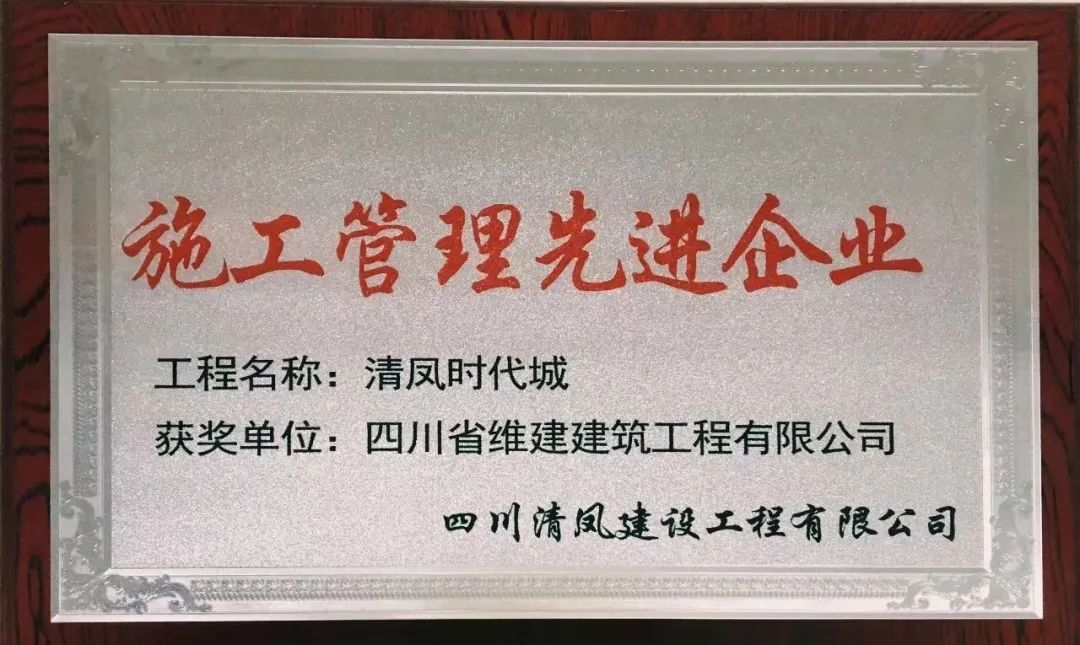 施工管理先进企业
工程名称：清凤时代城
获奖单位：四川省维建建筑工程有限公司
四川清凤建设工程有限公司